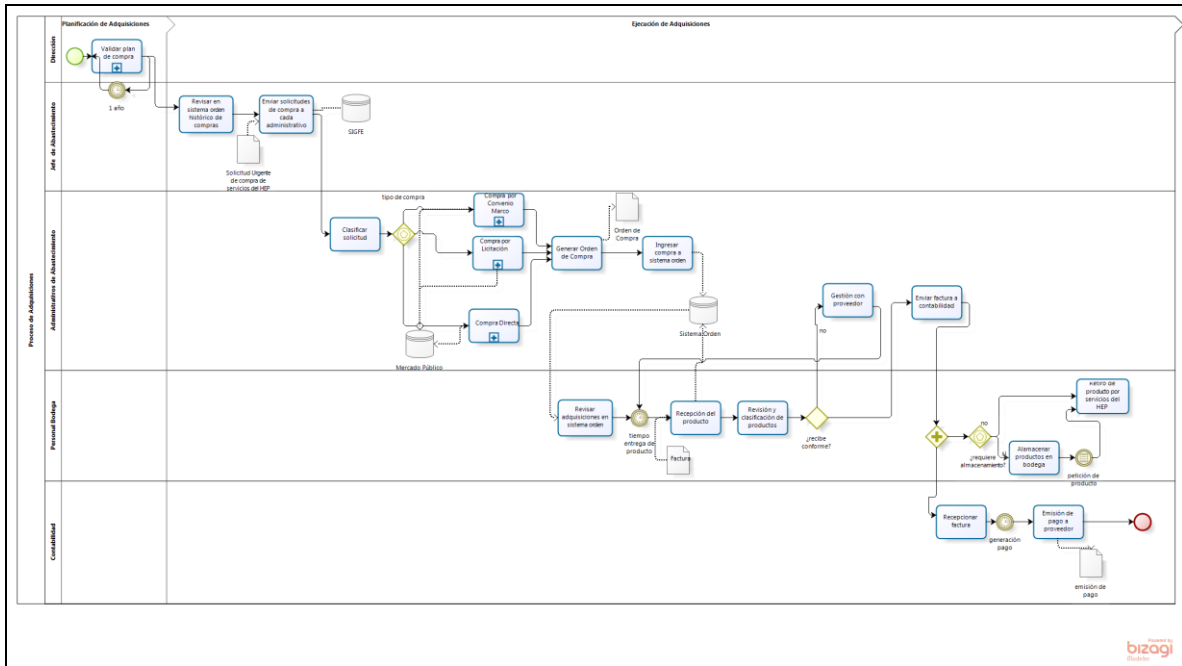 Planificación de Adquisiciones
Ejecución de Adquisiciones
Proceso de Adquisiciones
Dirección
Validar plan
de compra
1 año
Jefe de Abastecimiento
Revisar en
sistema orden
histórico de
compras
Enviar solicitudes
de compra a
cada
administrativo
SIGFE
Solicitud Urgente
de compra de
servicios del HEP
Administrativos de Abastecimiento
tipo de compra
Clasificar
solicitud
Compra por
Convenio
Marco
Compra por
Licitación
Compra Directa
Mercado Público
Generar Orden
de Compra
Orden de
Compra
Ingresar
compra a
sistema orden
Sistema Orden
Gestión con
proveedor
no
Enviar factura a
contabilidad
Personal Bodega
Revisar
adquisiciones en
sistema orden
tiempo
entrega de
producto
Factura
Recepción del
producto
Revisión y
clasificación de
productos
¿recibe
conforme?
no
¿requiere
almacenamiento?
Alamacenar
productos en
bodega
petición de
producto
Retiro de
producto por
servicios del
HEP
Contabilidad
Recepcionar
factura
generación
pago
Emisión de
pago a
proveedor
emisión de
pago
Powered by
bizagi
Modeler